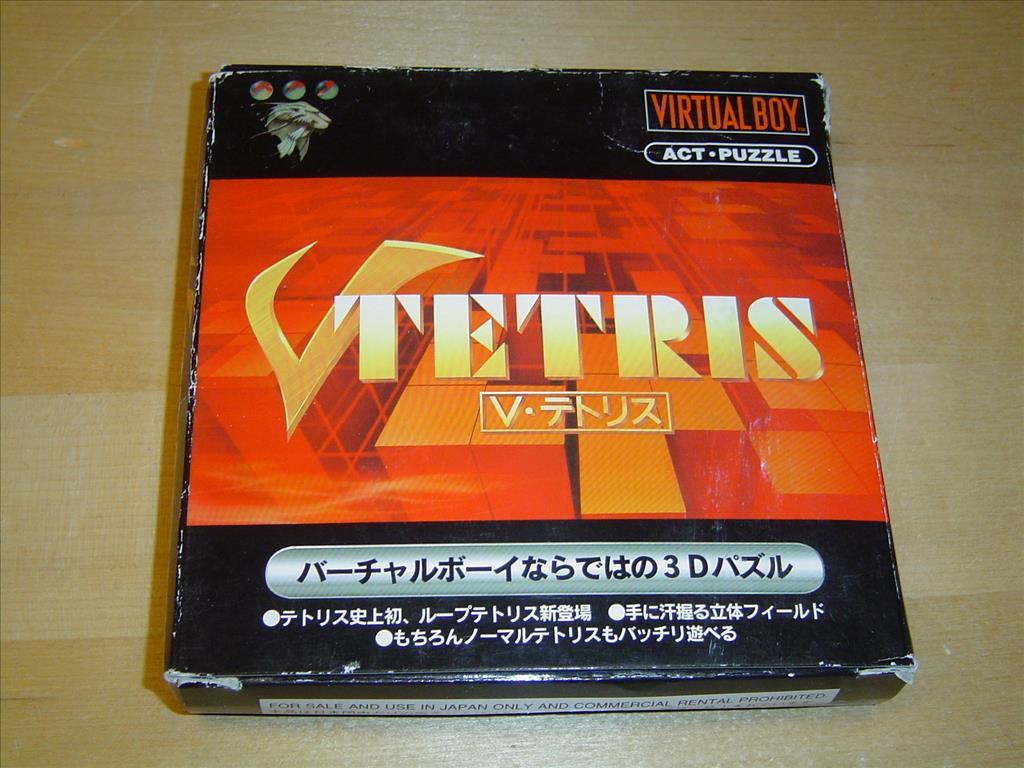 VIRTUAL BOY
ACT・PUZZLE
V TETRIS
V・テトリス
バーチャルボーイならではの3Dパズル
●テトリス史上初、ループテトリス新登場 ●手に汗握る立体フィールド
●もちろんノーマルテトリスもバッチリ遊べる
FOR SALE AND USE IN JAPAN ONLY AND COMMERCIAL RENTAL PROHIBITED.